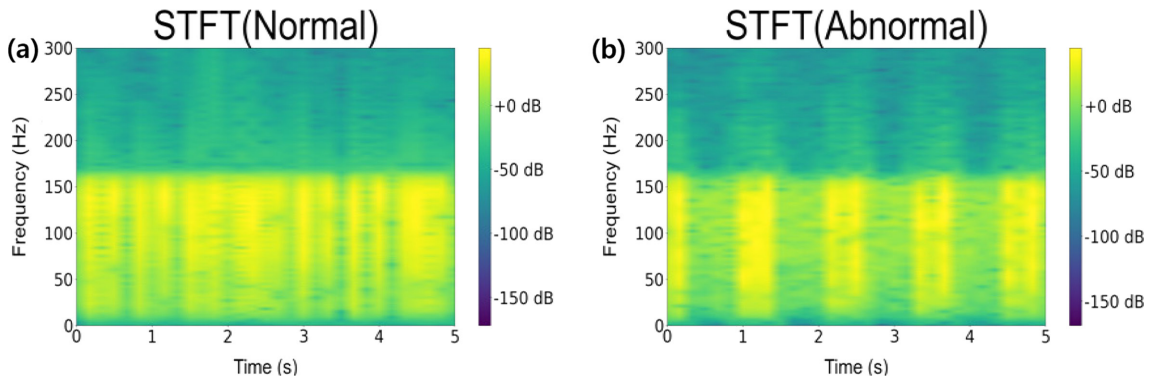 STFT(Normal)
(a)
300
250
200
150
100
50
0
Frequency (Hz)
0 1 2 3 4 5
Time (s)
+0 dB
-50 dB
-100 dB
-150 dB
STFT(Abnormal)
(b)
300
250
200
150
100
50
0
Frequency (Hz)
0 1 2 3 4 5
Time (s)
+0 dB
-50 dB
-100 dB
-150 dB